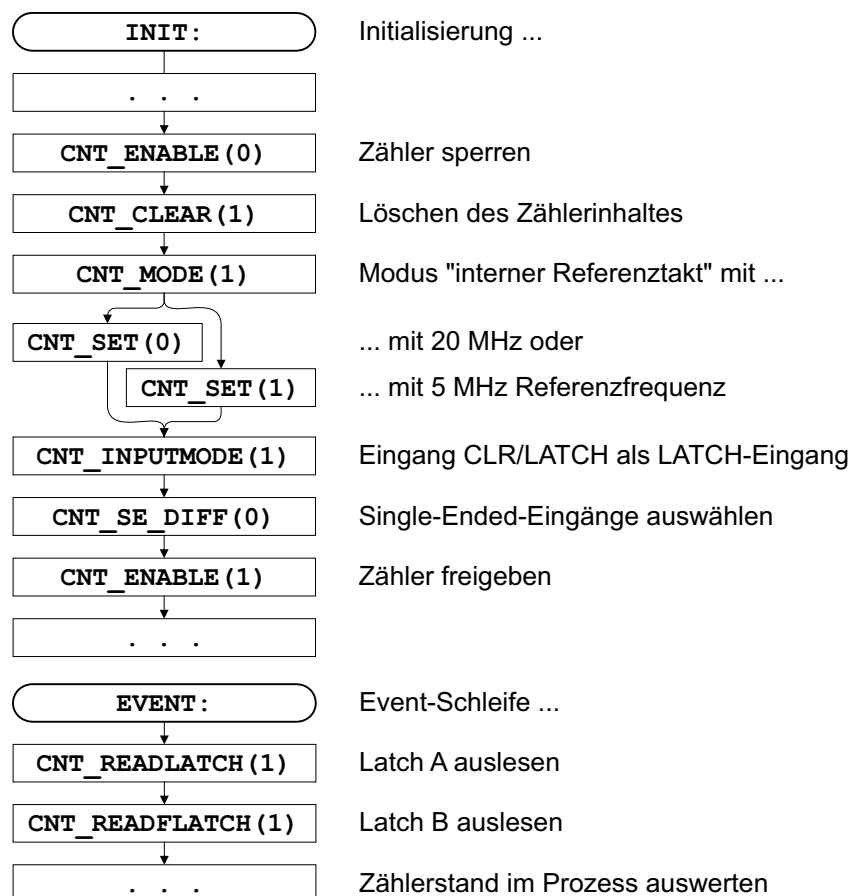 INIT: Initialisierung ...
. . .
CNT_ENABLE(0) Zähler sperren
CNT_CLEAR(1) Löschen des Zählerinhaltes
CNT_MODE(1) Modus "interner Referenztakt" mit ...
CNT_SET(0) ... mit 20 MHz oder
CNT_SET(1) ... mit 5 MHz Referenzfrequenz
CNT_INPUTMODE(1) Eingang CLR/LATCH als LATCH-Eingang
CNT_SE_DIFF(0) Single-Ended-Eingänge auswählen
CNT_ENABLE(1) Zähler freigeben
. . .
EVENT: Event-Schleife ...
CNT_READLATCH(1) Latch A auslesen
CNT_READFLATCH(1) Latch B auslesen
. . . Zählerstand im Prozess auswerten